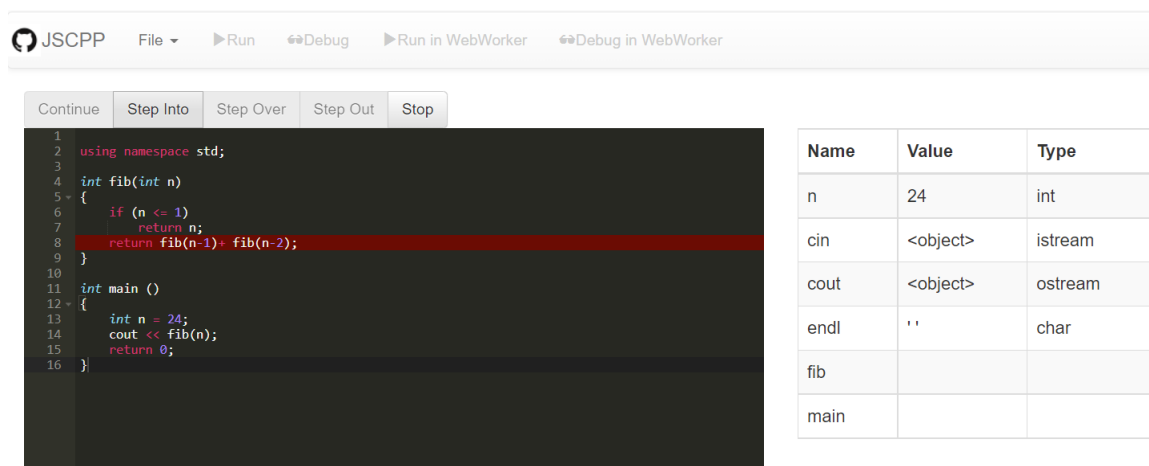 JSCPP File Run Debug Run in WebWorker Debug in WebWorker
Continue Step Into Step Over Step Out Stop
1
2 using namespace std;
3
4 int fib(int n)
5 {
6 if (n <= 1)
7 return n;
8 return fib(n-1)+ fib(n-2);
9 }
10
11 int main ()
12 {
13 int n = 24;
14 cout << fib(n);
15 return 0;
16 }
Name Value Type
n 24 int
cin <object> istream
cout <object> ostream
endl ' ' char
fib
main